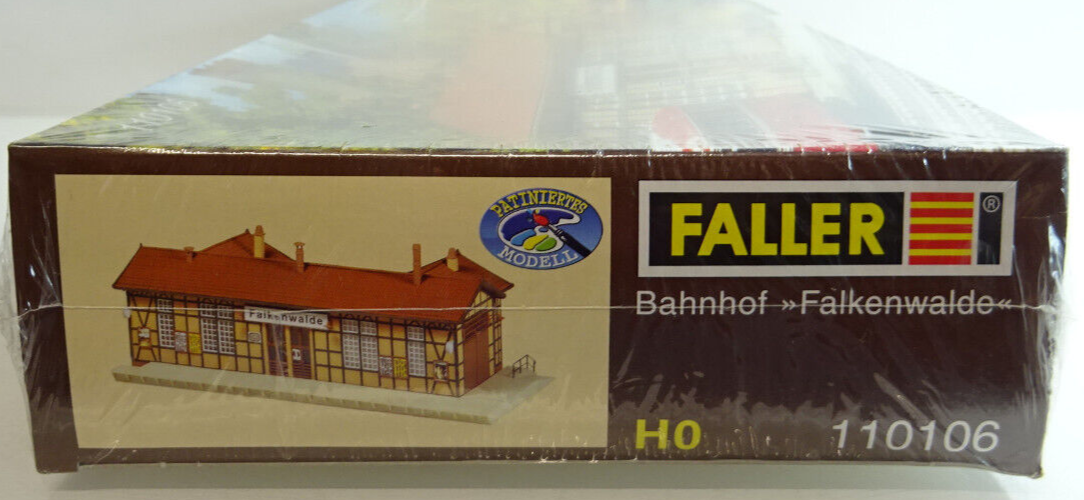 PATINIERTES
MODELL
Falkenwalde
FALLER ®
Bahnhof »Falkenwalde«
H0
110106